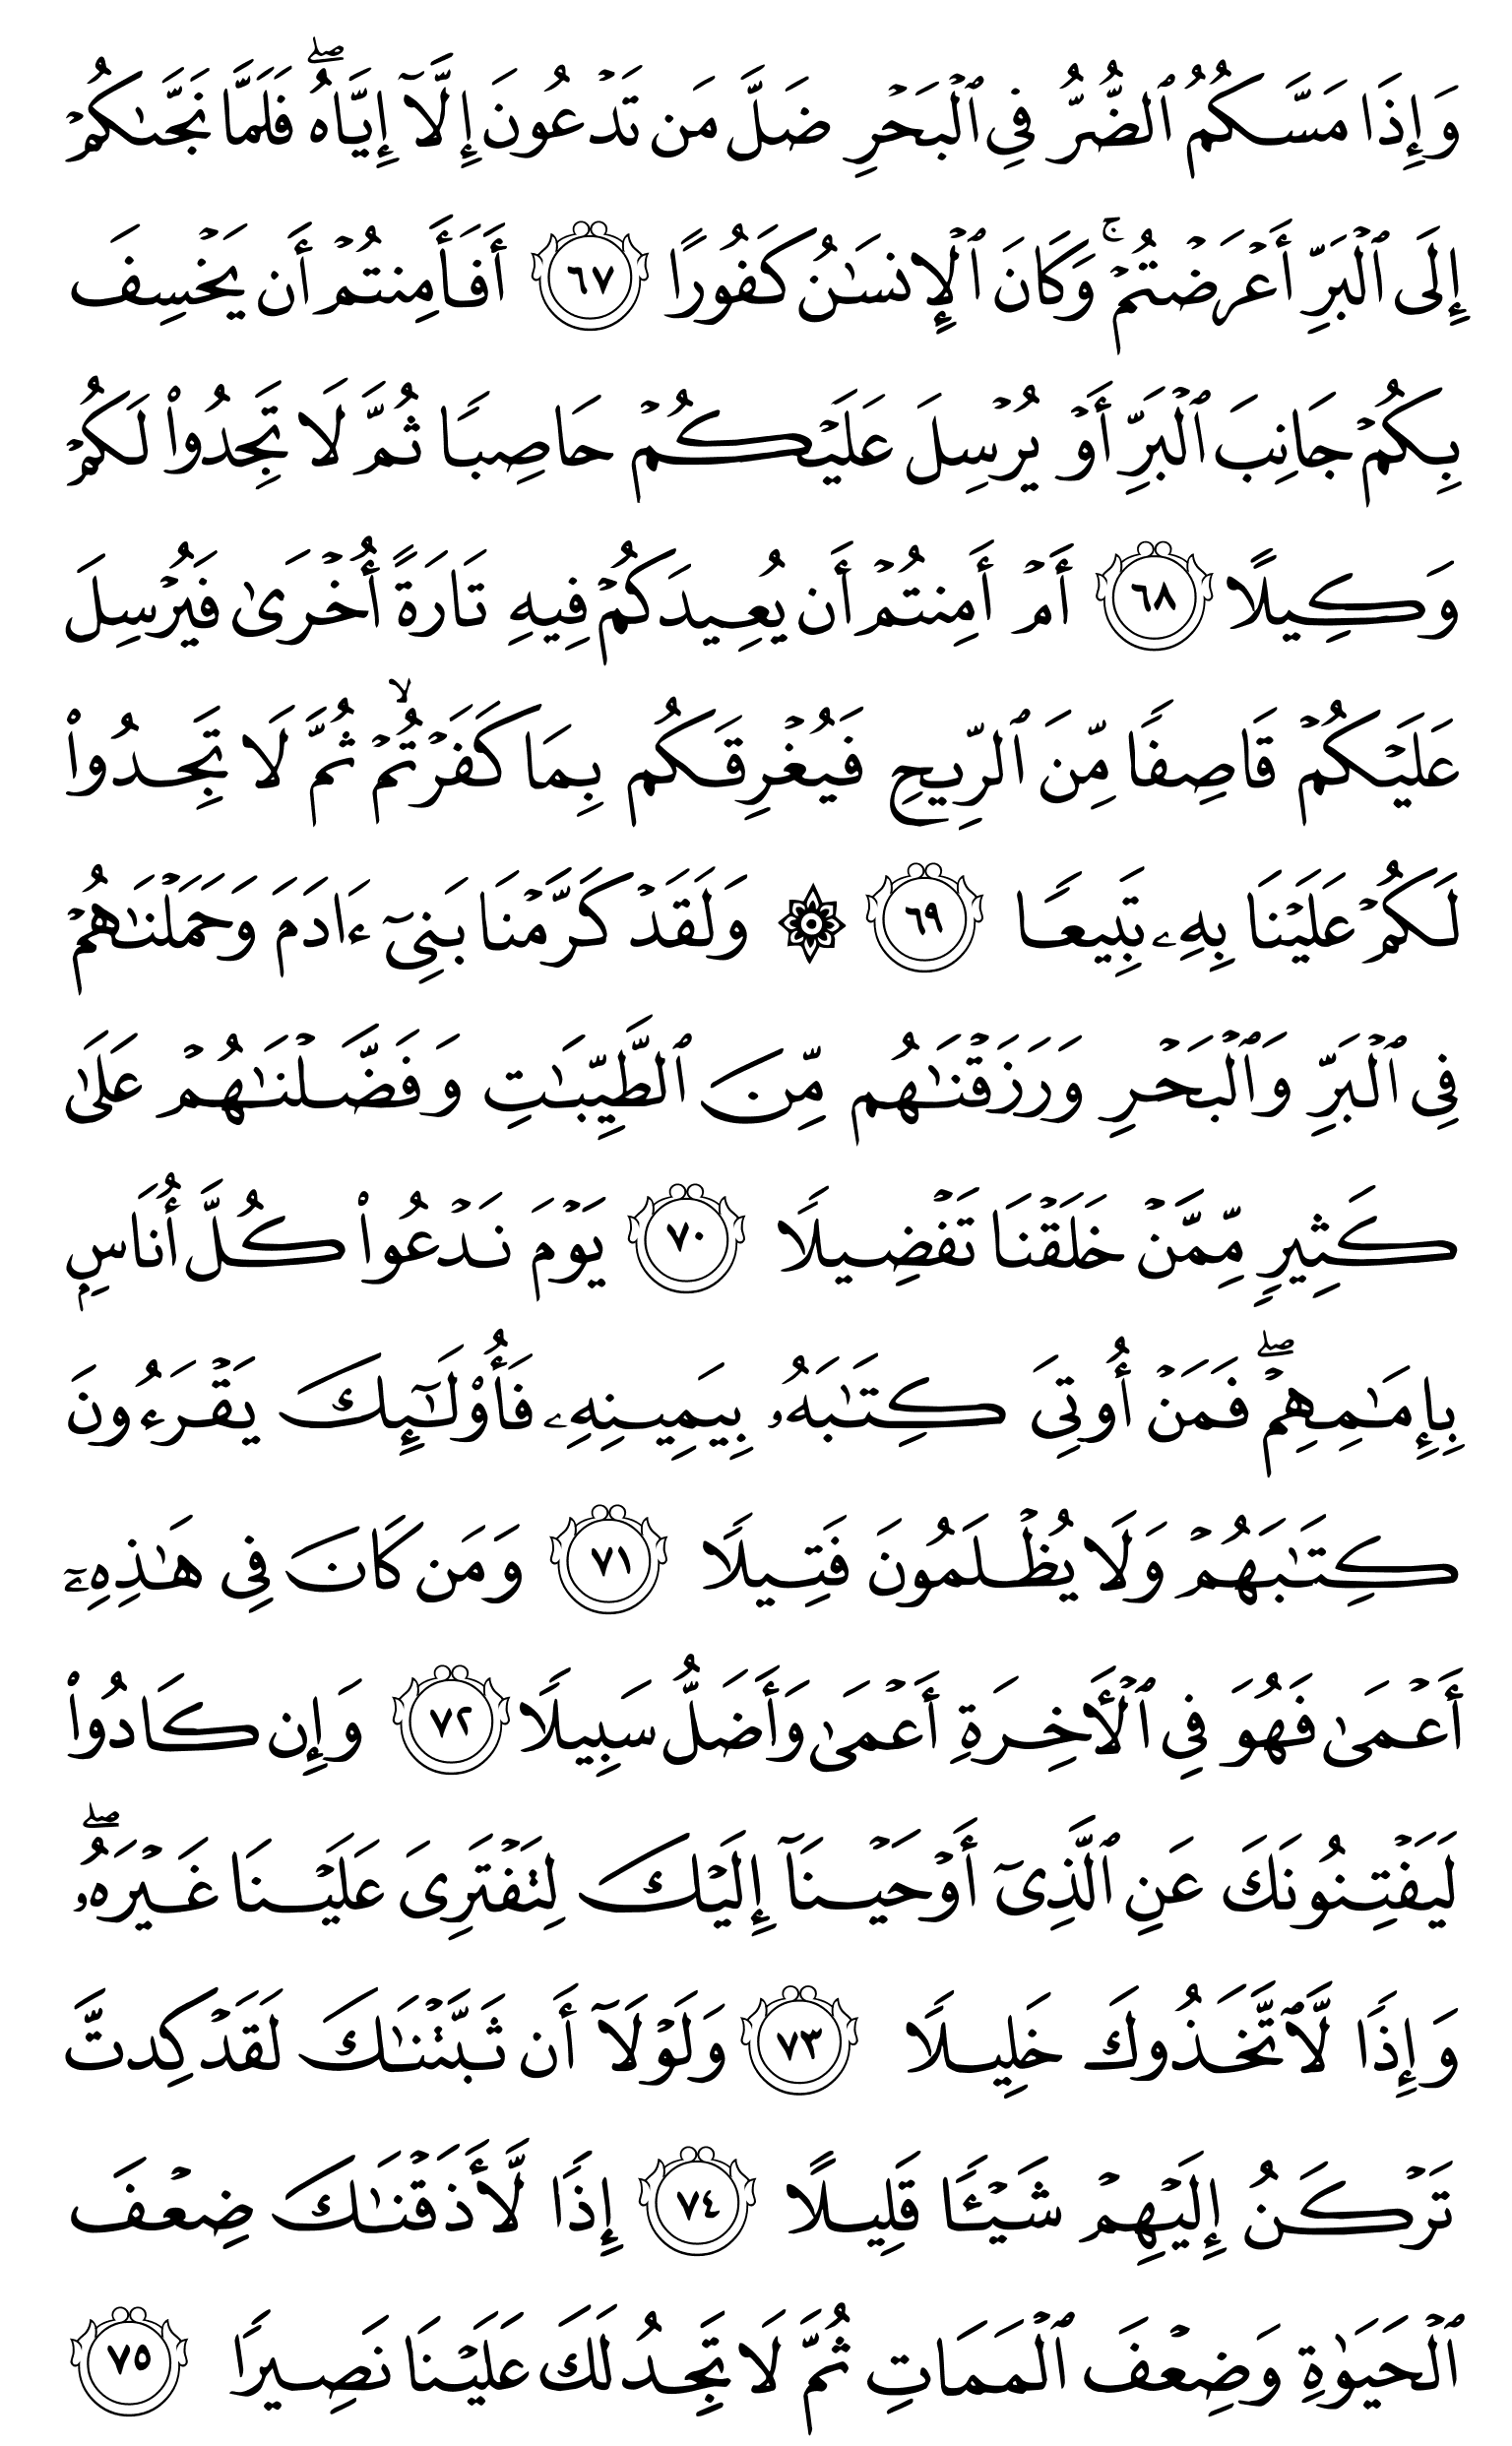 وَإِذَا مَسَّكُمُ ٱلضُّرُّ فِي ٱلۡبَحۡرِ ضَلَّ مَن تَدۡعُونَ إِلَّآ إِيَّاهُۖ فَلَمَّا نَجَّىٰكُمۡ
إِلَى ٱلۡبَرِّ أَعۡرَضۡتُمۡۚ وَكَانَ ٱلۡإِنسَٰنُ كَفُورًا ٦٧ أَفَأَمِنتُمۡ أَن يَخۡسِفَ
بِكُمۡ جَانِبَ ٱلۡبَرِّ أَوۡ يُرۡسِلَ عَلَيۡكُمۡ حَاصِبٗا ثُمَّ لَا تَجِدُواْ لَكُمۡ
وَكِيلًا ٦٨ أَمۡ أَمِنتُمۡ أَن يُعِيدَكُمۡ فِيهِ تَارَةً أُخۡرَىٰ فَيُرۡسِلَ
عَلَيۡكُمۡ قَاصِفٗا مِّنَ ٱلرِّيحِ فَيُغۡرِقَكُم بِمَا كَفَرۡتُمۡ ۙ ثُمَّ لَا تَجِدُواْ
لَكُمۡ عَلَيۡنَا بِهِۦ تَبِيعٗا ٦٩ ۞ وَلَقَدۡ كَرَّمۡنَا بَنِيٓ ءَادَمَ وَحَمَلۡنَٰهُمۡ
فِي ٱلۡبَرِّ وَٱلۡبَحۡرِ وَرَزَقۡنَٰهُم مِّنَ ٱلطَّيِّبَٰتِ وَفَضَّلۡنَٰهُمۡ عَلَىٰ
كَثِيرٖ مِّمَّنۡ خَلَقۡنَا تَفۡضِيلٗا ٧٠ يَوۡمَ نَدۡعُواْ كُلَّ أُنَاسِۭ
بِإِمَٰمِهِمۡۖ فَمَنۡ أُوتِيَ كِتَٰبَهُۥ بِيَمِينِهِۦ فَأُوْلَٰٓئِكَ يَقۡرَءُونَ
كِتَٰبَهُمۡ وَلَا يُظۡلَمُونَ فَتِيلٗا ٧١ وَمَن كَانَ فِي هَٰذِهِۦٓ
أَعۡمَىٰ فَهُوَ فِي ٱلۡأٓخِرَةِ أَعۡمَىٰ وَأَضَلُّ سَبِيلٗا ٧٢ وَإِن كَادُواْ
لَيَفۡتِنُونَكَ عَنِ ٱلَّذِيٓ أَوۡحَيۡنَآ إِلَيۡكَ لِتَفۡتَرِيَ عَلَيۡنَا غَيۡرَهُۥۖ
وَإِذٗا لَّٱتَّخَذُوكَ خَلِيلٗا ٧٣ وَلَوۡلَآ أَن ثَبَّتۡنَٰكَ لَقَدۡ كِدتَّ
تَرۡكَنُ إِلَيۡهِمۡ شَيۡـٔٗا قَلِيلًا ٧٤ إِذٗا لَّأَذَقۡنَٰكَ ضِعۡفَ
ٱلۡحَيَوٰةِ وَضِعۡفَ ٱلۡمَمَاتِ ثُمَّ لَا تَجِدُ لَكَ عَلَيۡنَا نَصِيرٗا ٧٥